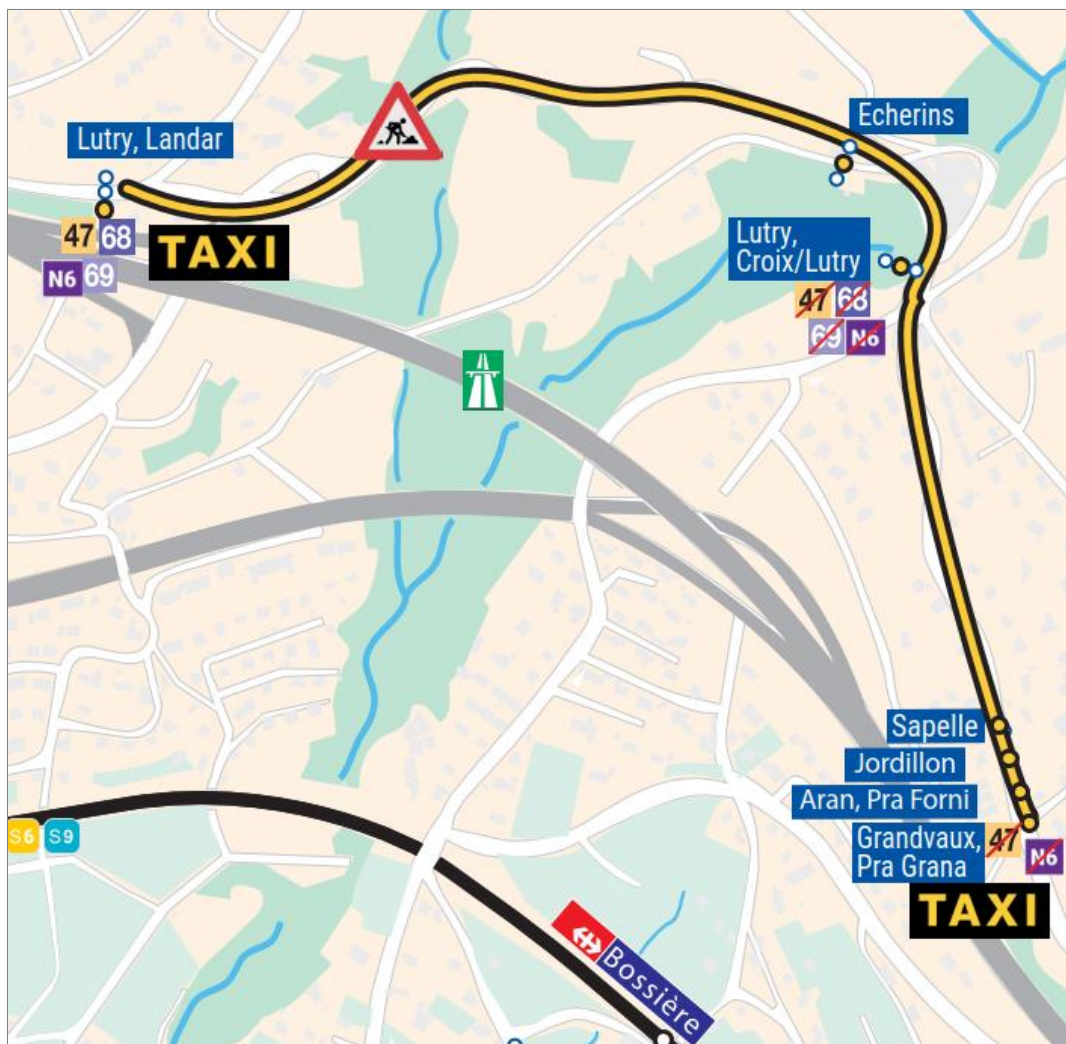 Lutry, Landar
47 68
N6 69
TAXI
Echerins
Lutry,
Croix/Lutry
47 68
69 N6
Sapelle
Jordillon
Aran, Pra Forni
Grandvaux,
Pra Grana
47
N6
TAXI
S6 S9
Bossière